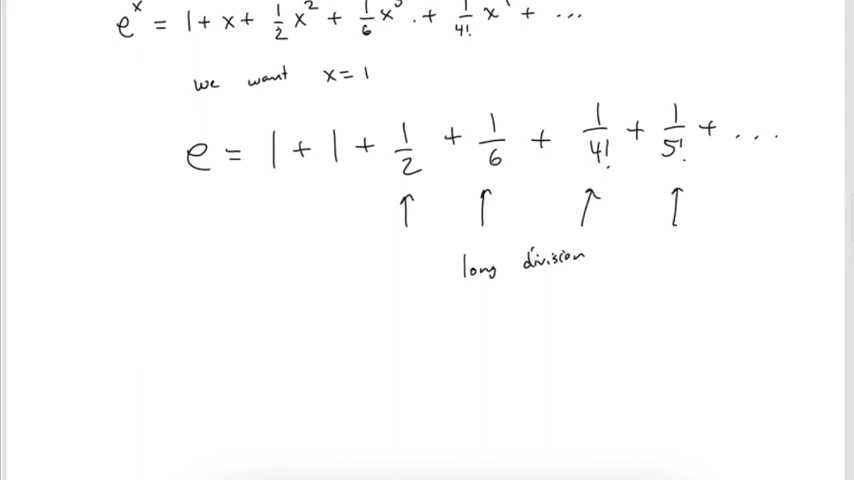 e^x = 1 + x + 1/2 x^2 + 1/6 x^3 . + 1/4! x^4 + ...
we want x = 1
e = 1 + 1 + 1/2 + 1/6 + 1/4! + 1/5! + ...
↑ ↑ ↑ ↑
long division